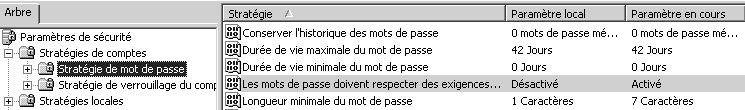 Arbre
Paramètres de sécurité
Stratégies de comptes
Stratégie de mot de passe
Stratégie de verrouillage du comp
Stratégies locales
Stratégie Paramètre local Paramètre en cours
Conserver l'historique des mots de passe 0 mots de passe mé... 0 mots de passe mé...
Durée de vie maximale du mot de passe 42 Jours 42 Jours
Durée de vie minimale du mot de passe 0 Jours 0 Jours
Les mots de passe doivent respecter des exigences... Désactivé Activé
Longueur minimale du mot de passe 1 Caractères 7 Caractères